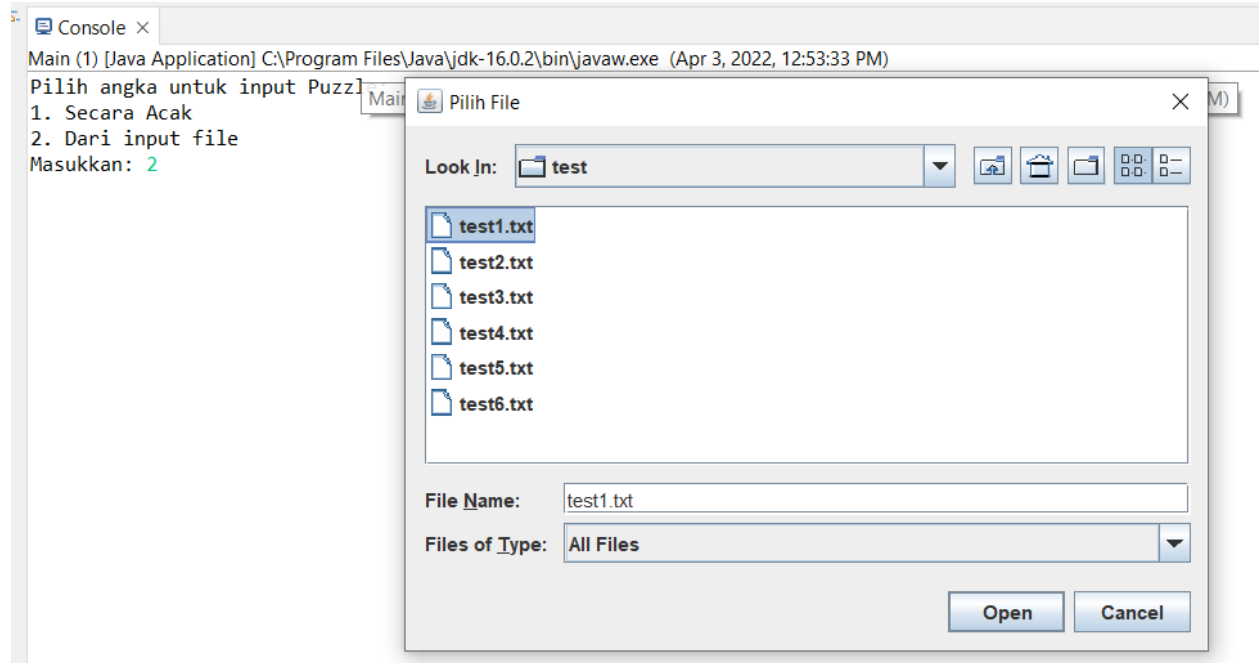 Console
Main (1) [Java Application] C:\Program Files\Java\jdk-16.0.2\bin\javaw.exe (Apr 3, 2022, 12:53:33 PM)
Pilih angka untuk input Puzzl
1. Secara Acak
2. Dari input file
Masukkan: 2
Mai
M)
Pilih File
Look In: test
test1.txt
test2.txt
test3.txt
test4.txt
test5.txt
test6.txt
File Name: test1.txt
Files of Type: All Files
Open Cancel